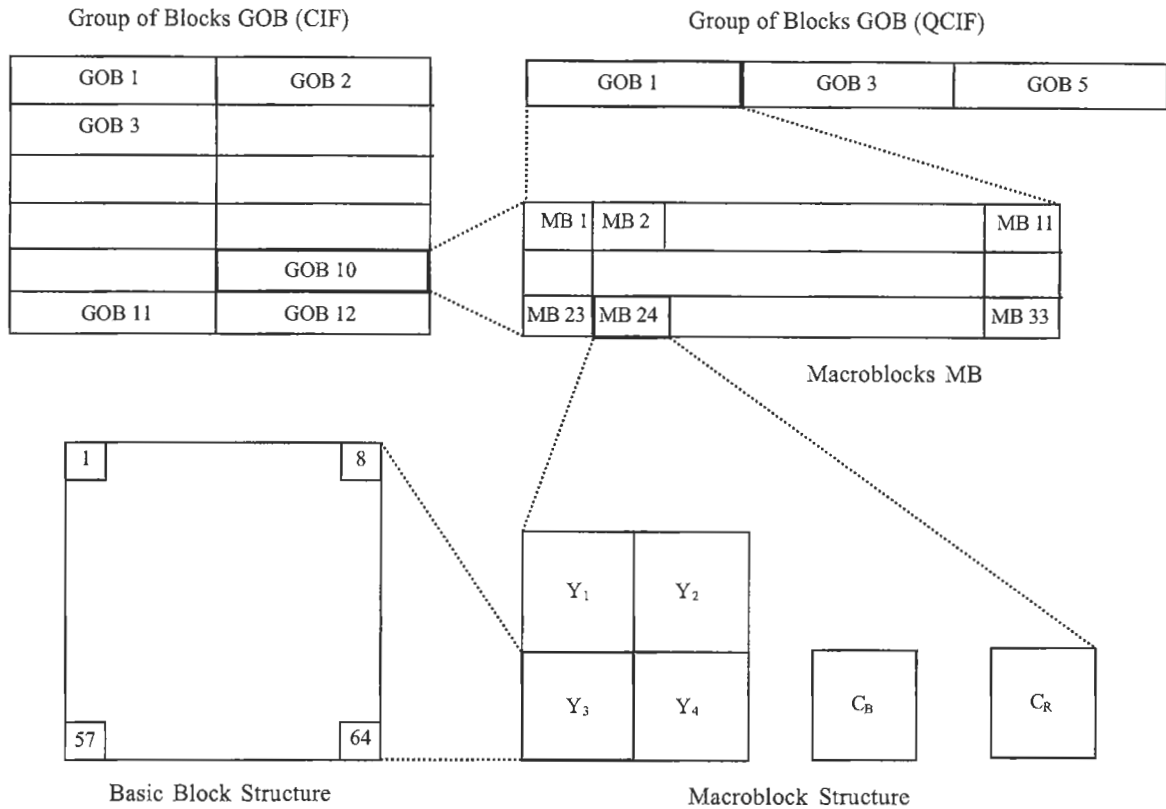 Group of Blocks GOB (CIF)
Group of Blocks GOB (QCIF)
GOB 1 GOB 2
GOB 3
GOB 10
GOB 11 GOB 12
GOB 1 GOB 3 GOB 5
MB 1 MB 2 MB 11
MB 23 MB 24 MB 33
Macroblocks MB
1 8
57 64
Basic Block Structure
Y₁ Y₂
Y₃ Y₄ C_B C_R
Macroblock Structure